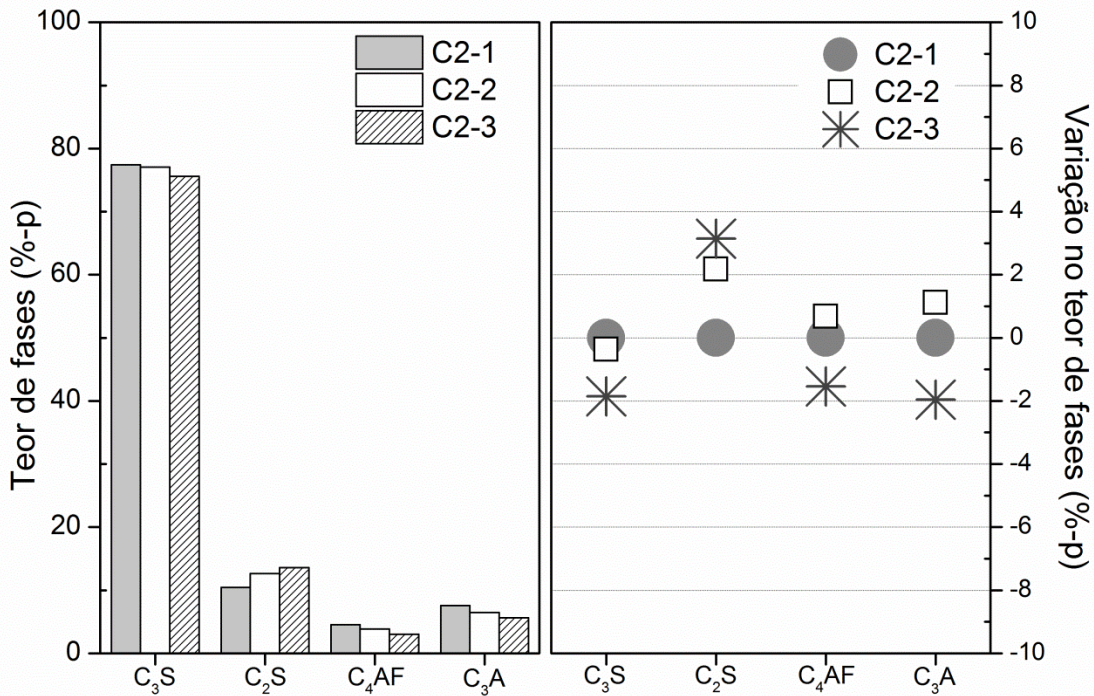 Teor de fases (%-p)
100
80
60
40
20
0
C2-1
C2-2
C2-3
C₃S
C₂S
C₄AF
C₃A
C2-1
C2-2
C2-3
C₃S
C₂S
C₄AF
C₃A
10
8
6
4
2
0
-2
-4
-6
-8
-10
Variação no teor de fases (%-p)